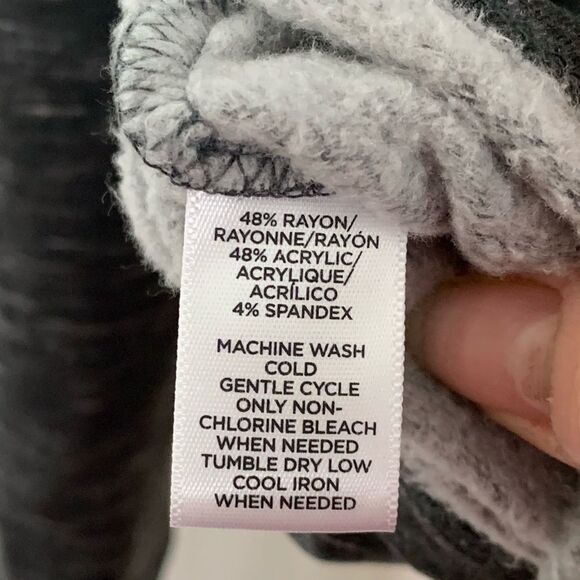 48% RAYON/
RAYONNE/RAYÓN
48% ACRYLIC/
ACRYLIQUE/
ACRÍLICO
4% SPANDEX
MACHINE WASH
COLD
GENTLE CYCLE
ONLY NON-
CHLORINE BLEACH
WHEN NEEDED
TUMBLE DRY LOW
COOL IRON
WHEN NEEDED